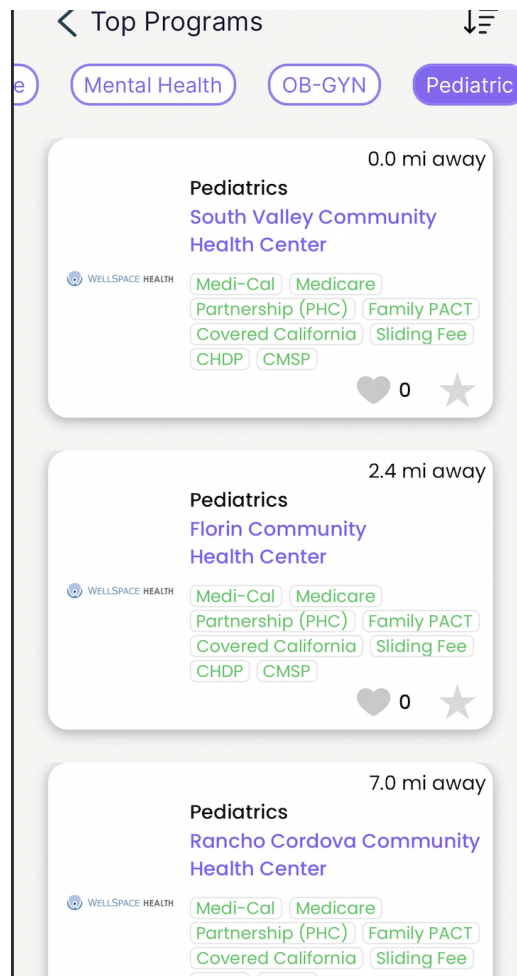 Top Programs
e Mental Health OB-GYN Pediatric
0.0 mi away
Pediatrics
South Valley Community
Health Center
WELLSPACE HEALTH
Medi-Cal Medicare
Partnership (PHC) Family PACT
Covered California Sliding Fee
CHDP CMSP
0
2.4 mi away
Pediatrics
Florin Community
Health Center
WELLSPACE HEALTH
Medi-Cal Medicare
Partnership (PHC) Family PACT
Covered California Sliding Fee
CHDP CMSP
0
7.0 mi away
Pediatrics
Rancho Cordova Community
Health Center
WELLSPACE HEALTH
Medi-Cal Medicare
Partnership (PHC) Family PACT
Covered California Sliding Fee